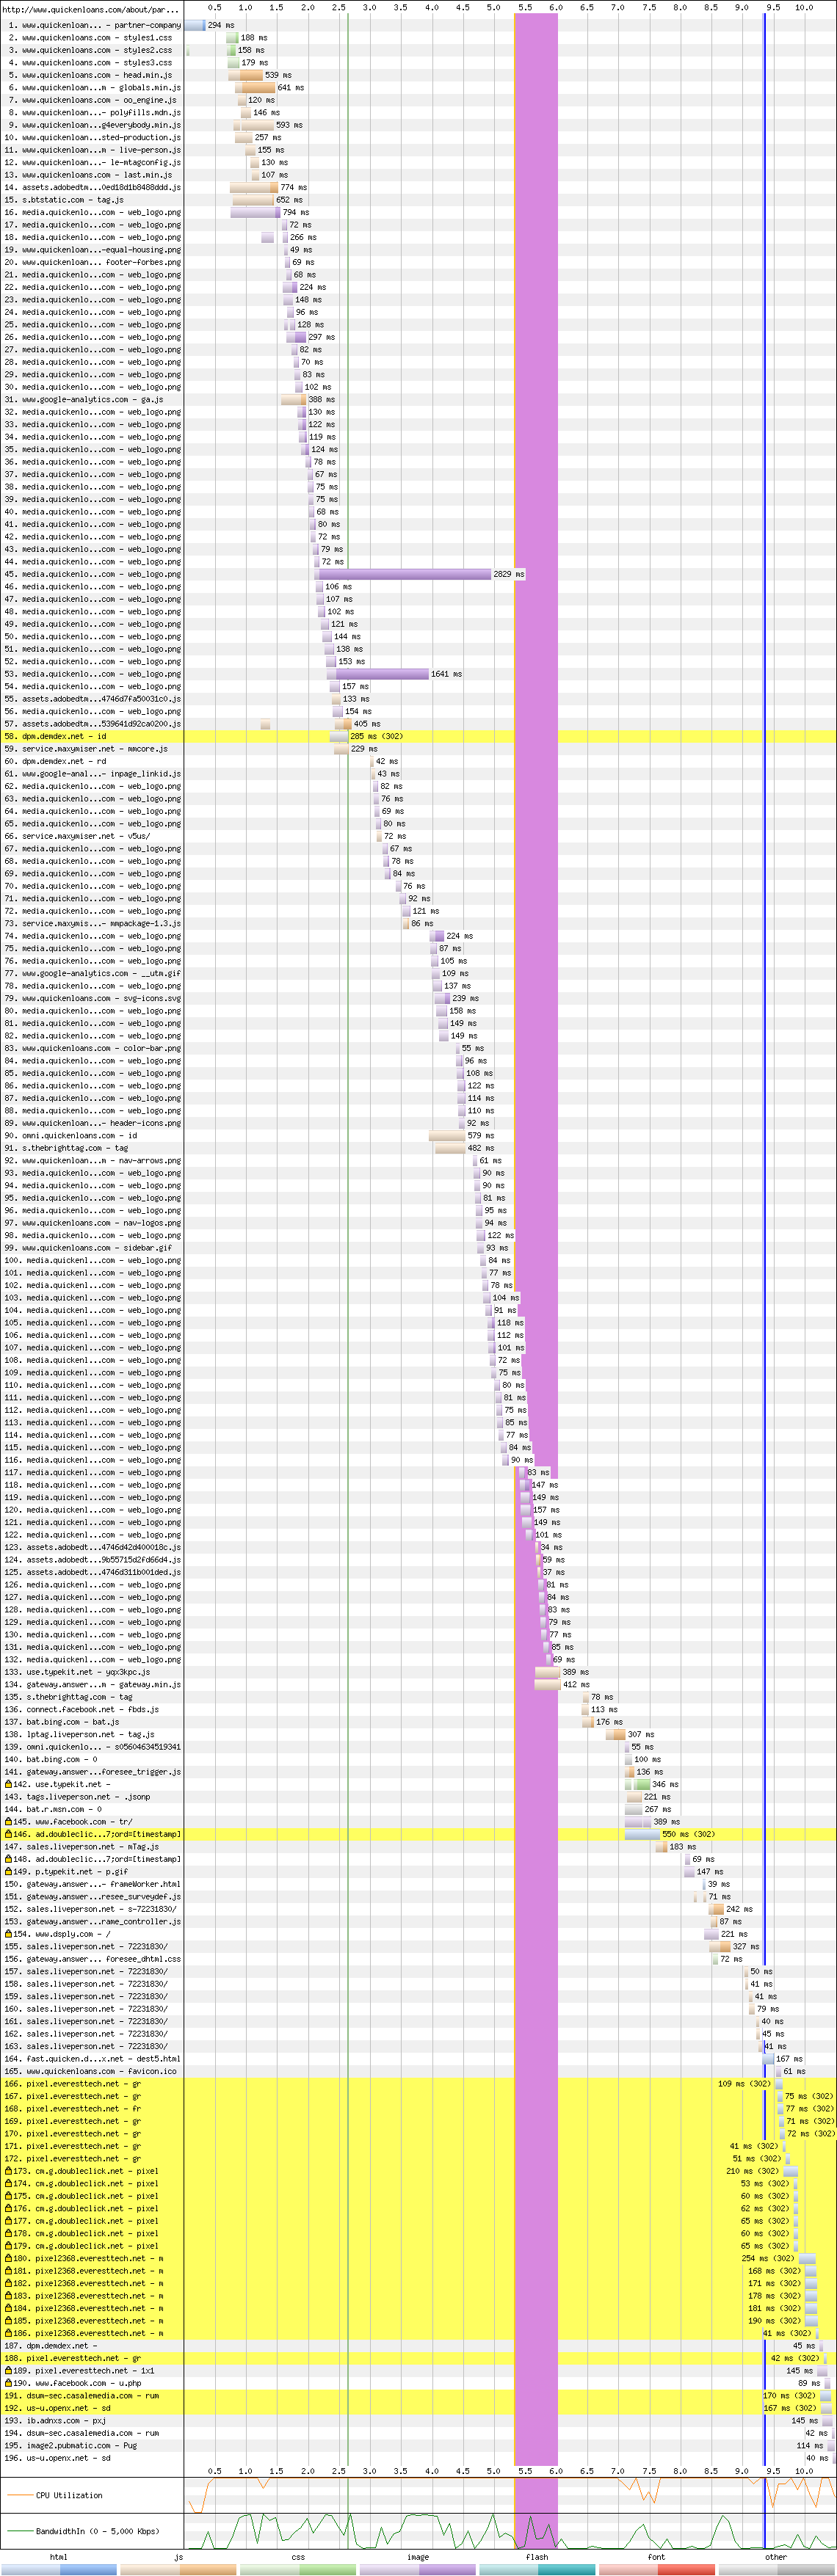 http://www.quickenloans.com/about/par...
0.5 1.0 1.5 2.0 2.5 3.0 3.5 4.0 4.5 5.0 5.5 6.0 6.5 7.0 7.5 8.0 8.5 9.0 9.5 10.0
1. www.quickenloan... - partner-company 294 ms
2. www.quickenloans.com - styles1.css 188 ms
3. www.quickenloans.com - styles2.css 158 ms
4. www.quickenloans.com - styles3.css 179 ms
5. www.quickenloans.com - head.min.js 539 ms
6. www.quickenloan...m - globals.min.js 641 ms
7. www.quickenloans.com - oo_engine.js 120 ms
8. www.quickenloan...- polyfills.mdn.js 146 ms
9. www.quickenloan...g4everybody.min.js 593 ms
10. www.quickenloan...sted-production.js 257 ms
11. www.quickenloan...m - live-person.js 155 ms
12. www.quickenloan...- le-mtagconfig.js 130 ms
13. www.quickenloans.com - last.min.js 107 ms
14. assets.adobedtm...0ed18d1b8488ddd.js 774 ms
15. s.btstatic.com - tag.js 652 ms
16. media.quickenlo...com - web_logo.png 794 ms
17. media.quickenlo...com - web_logo.png 72 ms
18. media.quickenlo...com - web_logo.png 266 ms
19. www.quickenloan...-equal-housing.png 49 ms
20. www.quickenloan... footer-forbes.png 69 ms
21. media.quickenlo...com - web_logo.png 68 ms
22. media.quickenlo...com - web_logo.png 224 ms
23. media.quickenlo...com - web_logo.png 148 ms
24. media.quickenlo...com - web_logo.png 96 ms
25. media.quickenlo...com - web_logo.png 128 ms
26. media.quickenlo...com - web_logo.png 297 ms
27. media.quickenlo...com - web_logo.png 82 ms
28. media.quickenlo...com - web_logo.png 70 ms
29. media.quickenlo...com - web_logo.png 83 ms
30. media.quickenlo...com - web_logo.png 102 ms
31. www.google-analytics.com - ga.js 388 ms
32. media.quickenlo...com - web_logo.png 130 ms
33. media.quickenlo...com - web_logo.png 122 ms
34. media.quickenlo...com - web_logo.png 119 ms
35. media.quickenlo...com - web_logo.png 124 ms
36. media.quickenlo...com - web_logo.png 78 ms
37. media.quickenlo...com - web_logo.png 67 ms
38. media.quickenlo...com - web_logo.png 75 ms
39. media.quickenlo...com - web_logo.png 75 ms
40. media.quickenlo...com - web_logo.png 68 ms
41. media.quickenlo...com - web_logo.png 80 ms
42. media.quickenlo...com - web_logo.png 72 ms
43. media.quickenlo...com - web_logo.png 79 ms
44. media.quickenlo...com - web_logo.png 72 ms
45. media.quickenlo...com - web_logo.png 2829 ms
46. media.quickenlo...com - web_logo.png 106 ms
47. media.quickenlo...com - web_logo.png 107 ms
48. media.quickenlo...com - web_logo.png 102 ms
49. media.quickenlo...com - web_logo.png 121 ms
50. media.quickenlo...com - web_logo.png 144 ms
51. media.quickenlo...com - web_logo.png 138 ms
52. media.quickenlo...com - web_logo.png 153 ms
53. media.quickenlo...com - web_logo.png 1641 ms
54. media.quickenlo...com - web_logo.png 157 ms
55. assets.adobedtm...4746d7fa50031c0.js 133 ms
56. media.quickenlo...com - web_logo.png 154 ms
57. assets.adobedtm...539641d92ca0200.js 405 ms
58. dpm.demdex.net - id 285 ms (302)
59. service.maxymiser.net - mmcore.js 229 ms
60. dpm.demdex.net - rd 42 ms
61. www.google-anal...- inpage_linkid.js 43 ms
62. media.quickenlo...com - web_logo.png 82 ms
63. media.quickenlo...com - web_logo.png 76 ms
64. media.quickenlo...com - web_logo.png 69 ms
65. media.quickenlo...com - web_logo.png 80 ms
66. service.maxymiser.net - v5us/ 72 ms
67. media.quickenlo...com - web_logo.png 67 ms
68. media.quickenlo...com - web_logo.png 78 ms
69. media.quickenlo...com - web_logo.png 84 ms
70. media.quickenlo...com - web_logo.png 76 ms
71. media.quickenlo...com - web_logo.png 92 ms
72. media.quickenlo...com - web_logo.png 121 ms
73. service.maxymis...- mmpackage-1.3.js 86 ms
74. media.quickenlo...com - web_logo.png 224 ms
75. media.quickenlo...com - web_logo.png 87 ms
76. media.quickenlo...com - web_logo.png 105 ms
77. www.google-analytics.com - __utm.gif 109 ms
78. media.quickenlo...com - web_logo.png 137 ms
79. www.quickenloans.com - svg-icons.svg 239 ms
80. media.quickenlo...com - web_logo.png 158 ms
81. media.quickenlo...com - web_logo.png 149 ms
82. media.quickenlo...com - web_logo.png 149 ms
83. www.quickenloans.com - color-bar.png 55 ms
84. media.quickenlo...com - web_logo.png 96 ms
85. media.quickenlo...com - web_logo.png 108 ms
86. media.quickenlo...com - web_logo.png 122 ms
87. media.quickenlo...com - web_logo.png 114 ms
88. media.quickenlo...com - web_logo.png 110 ms
89. www.quickenloan...- header-icons.png 92 ms
90. omni.quickenloans.com - id 579 ms
91. s.thebrighttag.com - tag 482 ms
92. www.quickenloan...m - nav-arrows.png 61 ms
93. media.quickenlo...com - web_logo.png 90 ms
94. media.quickenlo...com - web_logo.png 90 ms
95. media.quickenlo...com - web_logo.png 81 ms
96. media.quickenlo...com - web_logo.png 95 ms
97. www.quickenloans.com - nav-logos.png 94 ms
98. media.quickenlo...com - web_logo.png 122 ms
99. www.quickenloans.com - sidebar.gif 93 ms
100. media.quickenl...com - web_logo.png 84 ms
101. media.quickenl...com - web_logo.png 77 ms
102. media.quickenl...com - web_logo.png 78 ms
103. media.quickenl...com - web_logo.png 104 ms
104. media.quickenl...com - web_logo.png 91 ms
105. media.quickenl...com - web_logo.png 118 ms
106. media.quickenl...com - web_logo.png 112 ms
107. media.quickenl...com - web_logo.png 101 ms
108. media.quickenl...com - web_logo.png 72 ms
109. media.quickenl...com - web_logo.png 75 ms
110. media.quickenl...com - web_logo.png 80 ms
111. media.quickenl...com - web_logo.png 81 ms
112. media.quickenl...com - web_logo.png 75 ms
113. media.quickenl...com - web_logo.png 85 ms
114. media.quickenl...com - web_logo.png 77 ms
115. media.quickenl...com - web_logo.png 84 ms
116. media.quickenl...com - web_logo.png 90 ms
117. media.quickenl...com - web_logo.png 83 ms
118. media.quickenl...com - web_logo.png 147 ms
119. media.quickenl...com - web_logo.png 149 ms
120. media.quickenl...com - web_logo.png 157 ms
121. media.quickenl...com - web_logo.png 149 ms
122. media.quickenl...com - web_logo.png 101 ms
123. assets.adobedt...4746d42d400018c.js 34 ms
124. assets.adobedt...9b55715d2fd66d4.js 59 ms
125. assets.adobedt...4746d311b001ded.js 37 ms
126. media.quickenl...com - web_logo.png 81 ms
127. media.quickenl...com - web_logo.png 84 ms
128. media.quickenl...com - web_logo.png 83 ms
129. media.quickenl...com - web_logo.png 79 ms
130. media.quickenl...com - web_logo.png 77 ms
131. media.quickenl...com - web_logo.png 85 ms
132. media.quickenl...com - web_logo.png 69 ms
133. use.typekit.net - yqx3kpc.js 389 ms
134. gateway.answer...m - gateway.min.js 412 ms
135. s.thebrighttag.com - tag 78 ms
136. connect.facebook.net - fbds.js 113 ms
137. bat.bing.com - bat.js 176 ms
138. lptag.liveperson.net - tag.js 307 ms
139. omni.quickenlo... - s05604634519341 55 ms
140. bat.bing.com - 0 100 ms
141. gateway.answer...foresee_trigger.js 136 ms
142. use.typekit.net - 346 ms
143. tags.liveperson.net - .jsonp 221 ms
144. bat.r.msn.com - 0 267 ms
145. www.facebook.com - tr/ 389 ms
146. ad.doubleclic...7;ord=[timestamp] 550 ms (302)
147. sales.liveperson.net - mTag.js 183 ms
148. ad.doubleclic...7;ord=[timestamp] 69 ms
149. p.typekit.net - p.gif 147 ms
150. gateway.answer...- frameWorker.html 39 ms
151. gateway.answer...resee_surveydef.js 71 ms
152. sales.liveperson.net - s-72231830/ 242 ms
153. gateway.answer...rame_controller.js 87 ms
154. www.dsply.com - / 221 ms
155. sales.liveperson.net - 72231830/ 327 ms
156. gateway.answer... foresee_dhtml.css 72 ms
157. sales.liveperson.net - 72231830/ 50 ms
158. sales.liveperson.net - 72231830/ 41 ms
159. sales.liveperson.net - 72231830/ 41 ms
160. sales.liveperson.net - 72231830/ 79 ms
161. sales.liveperson.net - 72231830/ 40 ms
162. sales.liveperson.net - 72231830/ 45 ms
163. sales.liveperson.net - 72231830/ 41 ms
164. fast.quicken.d...x.net - dest5.html 167 ms
165. www.quickenloans.com - favicon.ico 61 ms
166. pixel.everesttech.net - gr 109 ms (302)
167. pixel.everesttech.net - gr 75 ms (302)
168. pixel.everesttech.net - fr 77 ms (302)
169. pixel.everesttech.net - gr 71 ms (302)
170. pixel.everesttech.net - gr 72 ms (302)
171. pixel.everesttech.net - gr 41 ms (302)
172. pixel.everesttech.net - gr 51 ms (302)
173. cm.g.doubleclick.net - pixel 210 ms (302)
174. cm.g.doubleclick.net - pixel 53 ms (302)
175. cm.g.doubleclick.net - pixel 60 ms (302)
176. cm.g.doubleclick.net - pixel 62 ms (302)
177. cm.g.doubleclick.net - pixel 65 ms (302)
178. cm.g.doubleclick.net - pixel 60 ms (302)
179. cm.g.doubleclick.net - pixel 65 ms (302)
180. pixel2368.everesttech.net - m 254 ms (302)
181. pixel2368.everesttech.net - m 168 ms (302)
182. pixel2368.everesttech.net - m 171 ms (302)
183. pixel2368.everesttech.net - m 178 ms (302)
184. pixel2368.everesttech.net - m 181 ms (302)
185. pixel2368.everesttech.net - m 190 ms (302)
186. pixel2368.everesttech.net - m 41 ms (302)
187. dpm.demdex.net - 45 ms
188. pixel.everesttech.net - gr 42 ms (302)
189. pixel.everesttech.net - 1x1 145 ms
190. www.facebook.com - u.php 89 ms
191. dsum-sec.casalemedia.com - rum 170 ms (302)
192. us-u.openx.net - sd 167 ms (302)
193. ib.adnxs.com - pxj 145 ms
194. dsum-sec.casalemedia.com - rum 42 ms
195. image2.pubmatic.com - Pug 114 ms
196. us-u.openx.net - sd 40 ms
0.5 1.0 1.5 2.0 2.5 3.0 3.5 4.0 4.5 5.0 5.5 6.0 6.5 7.0 7.5 8.0 8.5 9.0 9.5 10.0
CPU Utilization
BandwidthIn (0 - 5,000 Kbps)
html js css image flash font other